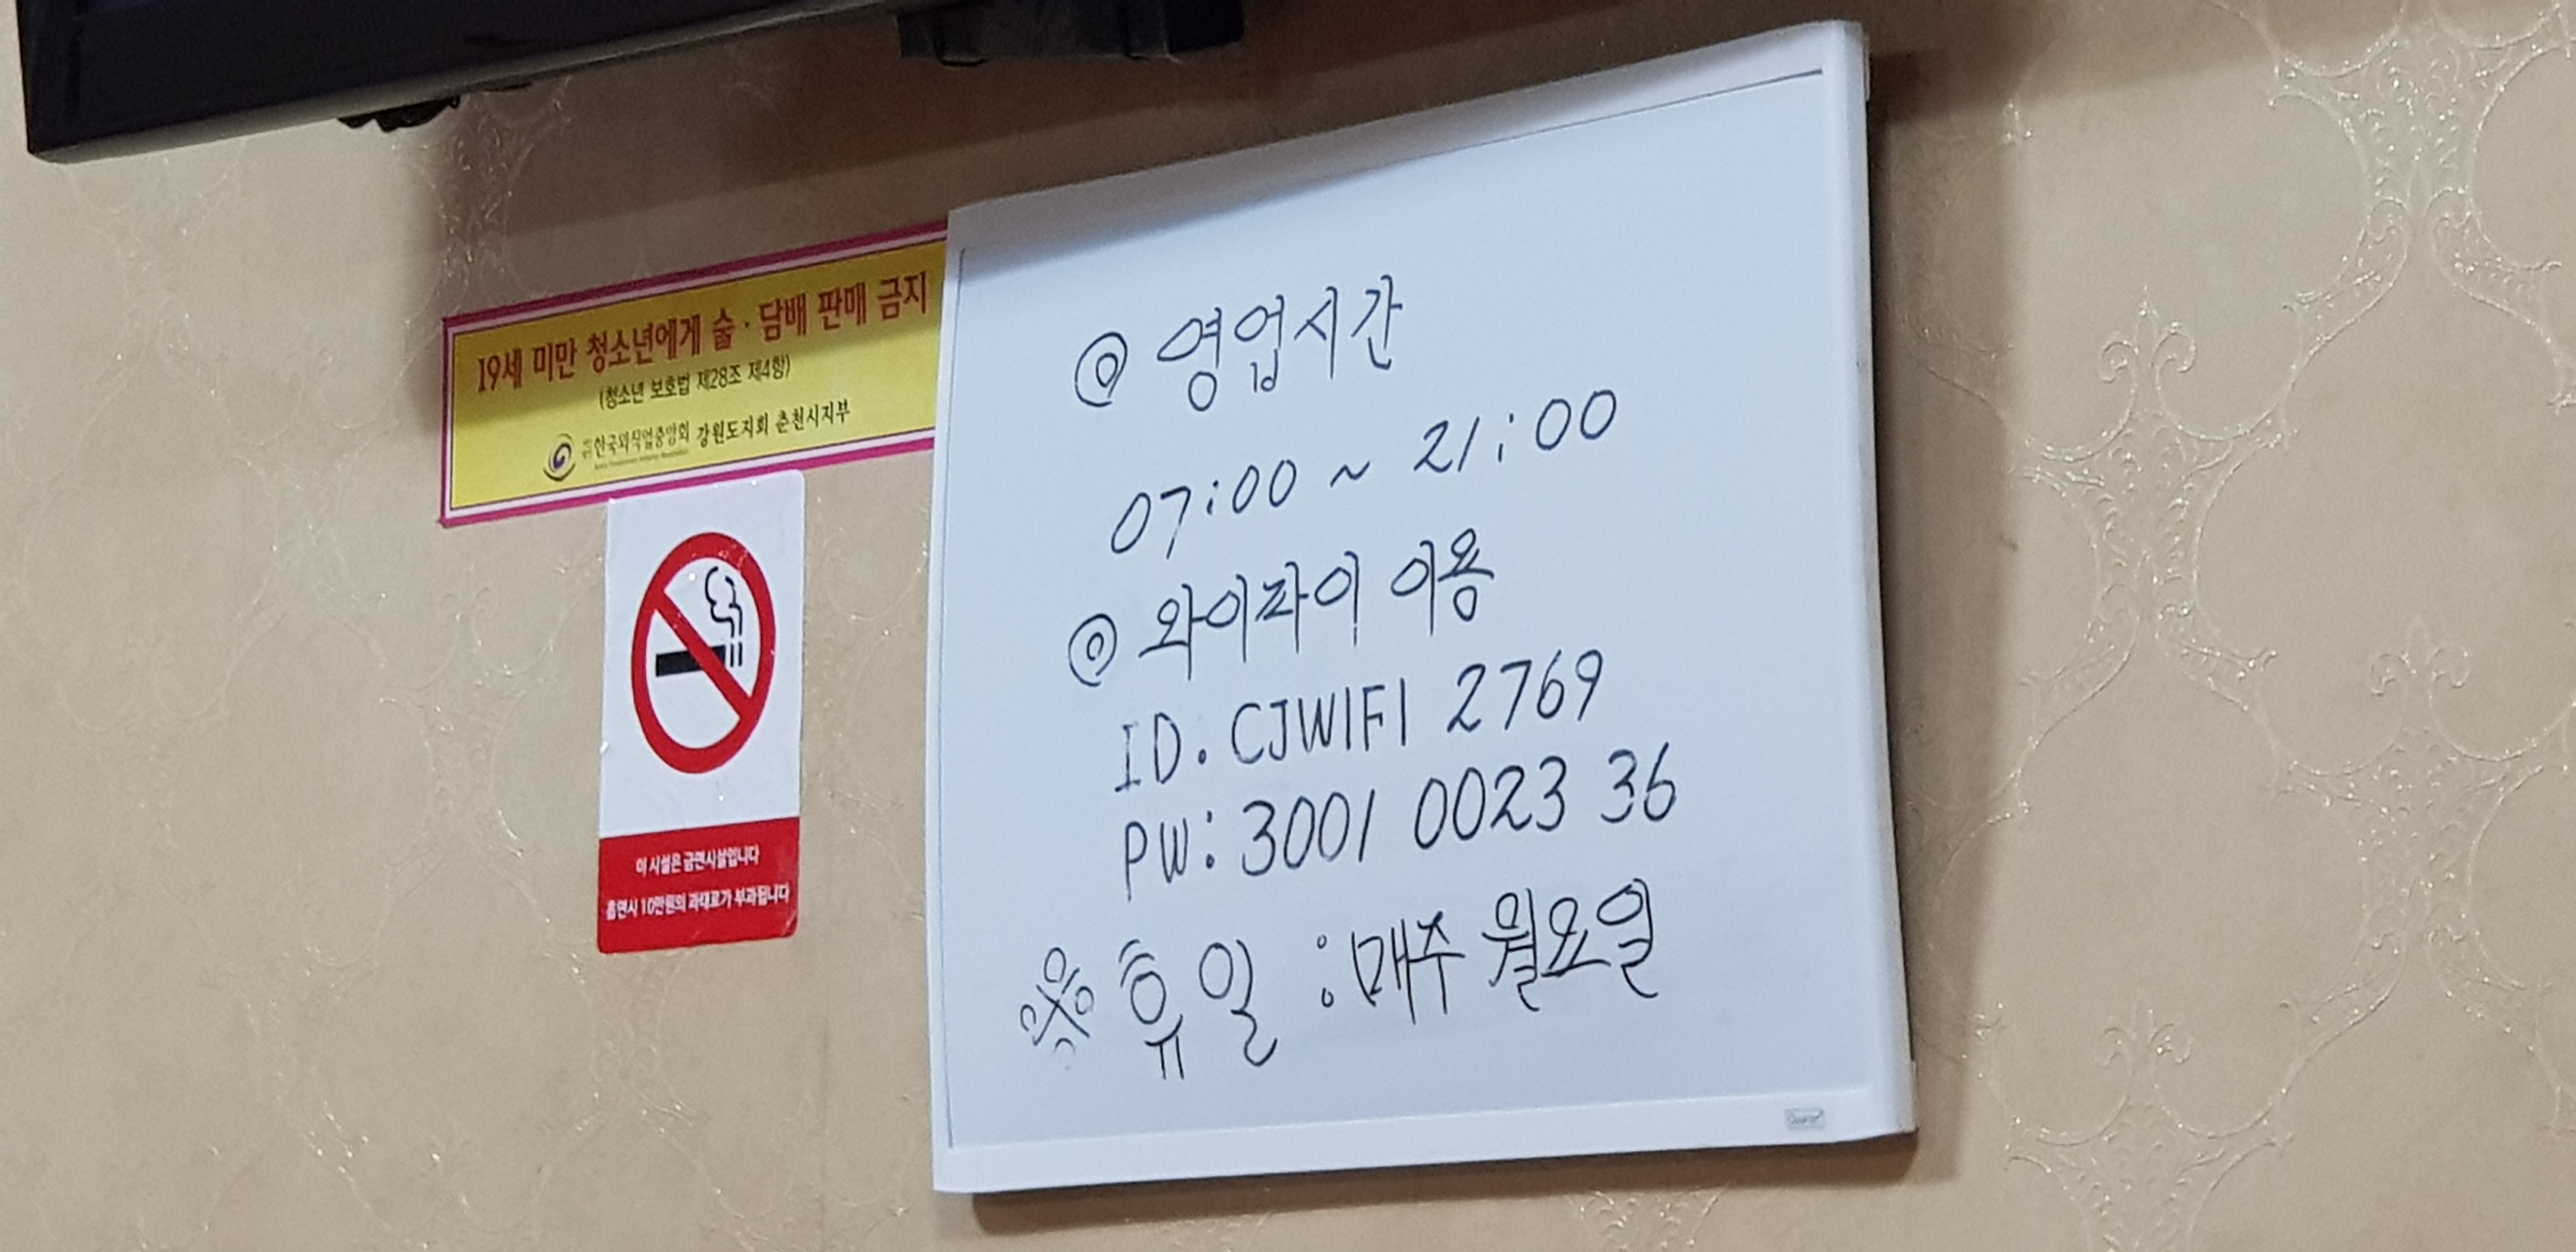 19세 미만 청소년에게 술·담배 판매 금지
(청소년 보호법 제28조 제4항)
한국외식업중앙회 강원도지회 춘천시지부
이 시설은 금연시설입니다
흡연시 10만원의 과태료가 부과됩니다
◎ 영업시간
07:00 ~ 21:00
◎ 와이파이 이용
ID. CJWIFI 2769
PW: 3001 0023 36
※ 휴일 : 매주 월요일